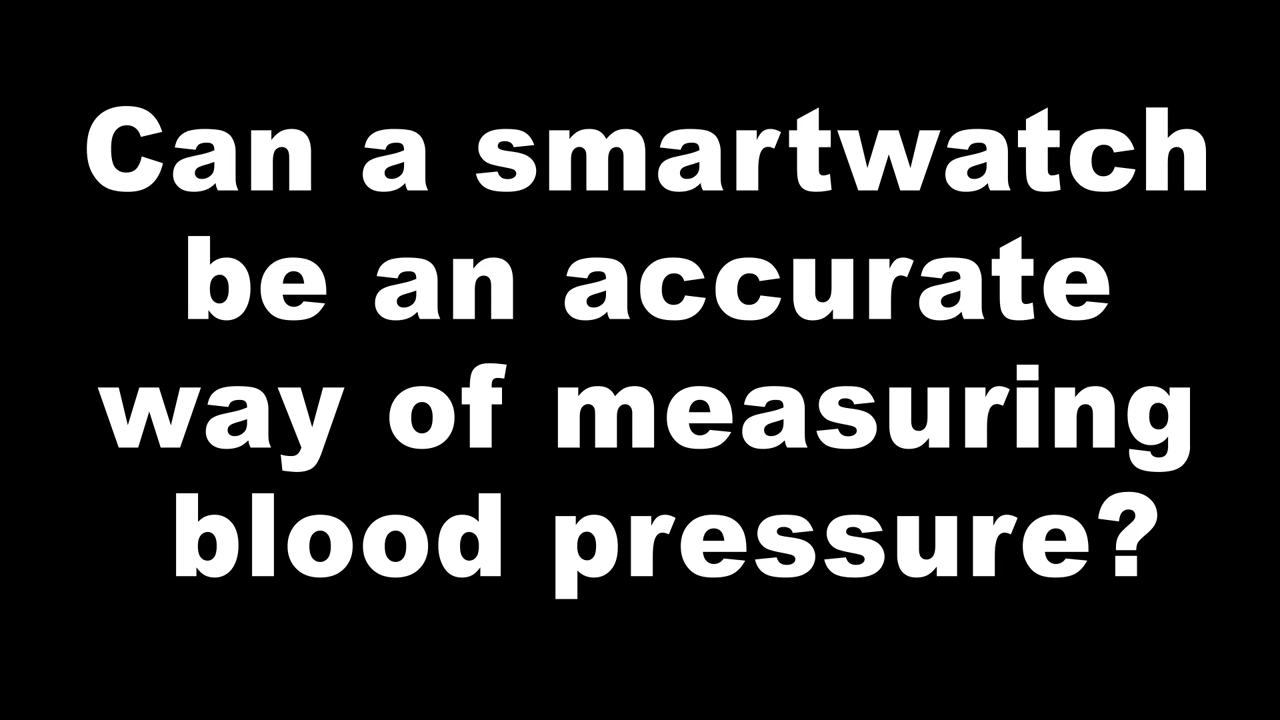 Can a smartwatch
be an accurate
way of measuring
blood pressure?